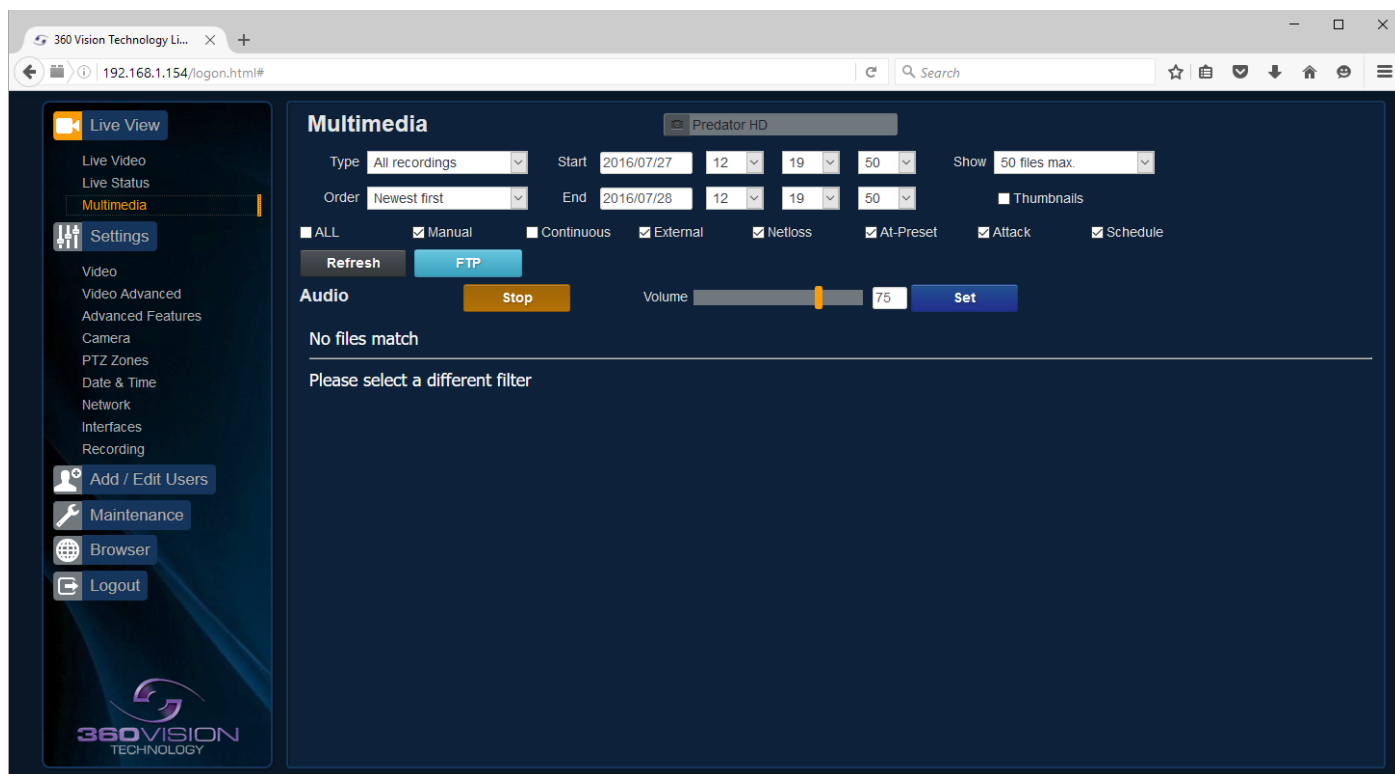 360 Vision Technology Li...
192.168.1.154/logon.html#
Search
Live View
Live Video
Live Status
Multimedia
Settings
Video
Video Advanced
Advanced Features
Camera
PTZ Zones
Date & Time
Network
Interfaces
Recording
Add / Edit Users
Maintenance
Browser
Logout
360VISION
TECHNOLOGY
Multimedia Predator HD
Type All recordings Start 2016/07/27 12 19 50 Show 50 files max.
Order Newest first End 2016/07/28 12 19 50 Thumbnails
ALL Manual Continuous External Netloss At-Preset Attack Schedule
Refresh FTP
Audio Stop Volume 75 Set
No files match
Please select a different filter